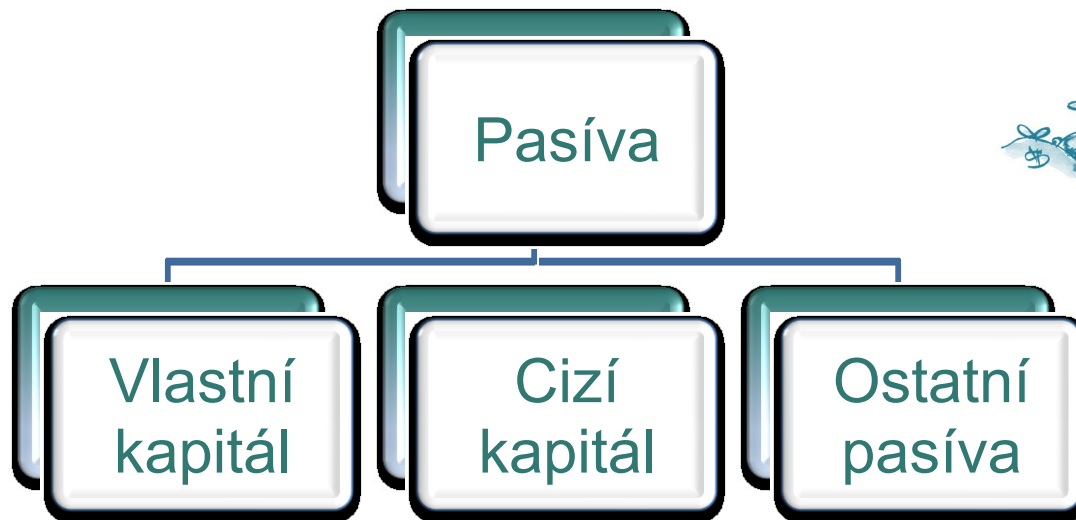 Pasíva
Vlastní
kapitál
Cizí
kapitál
Ostatní
pasíva